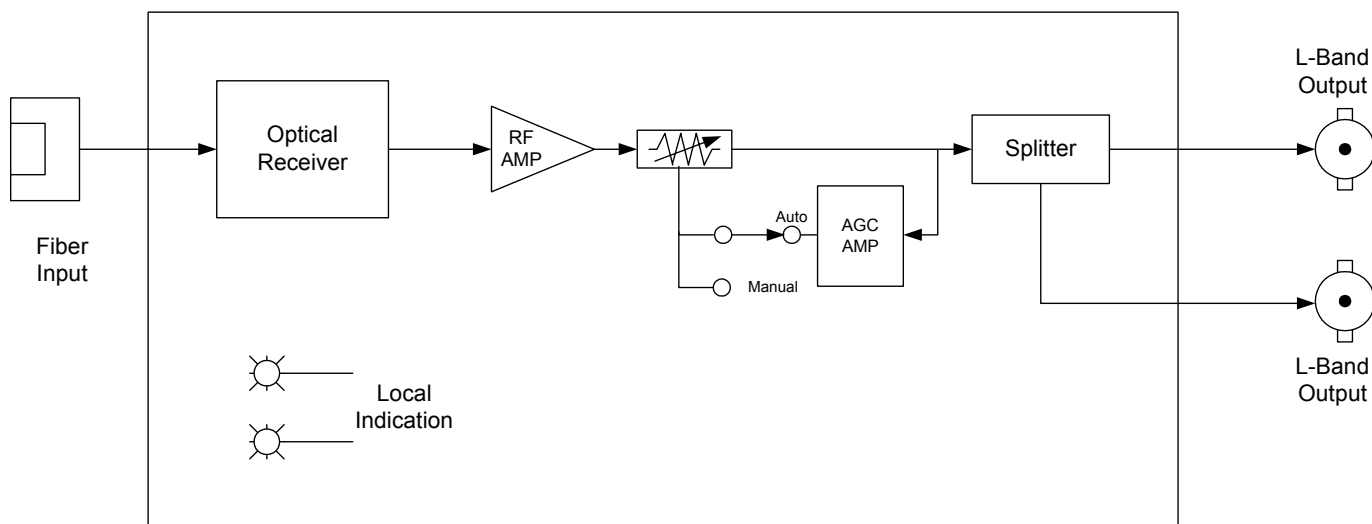 L-Band
Output
Optical
Receiver
RF
AMP
Splitter
Auto
AGC
AMP
Fiber
Input
Manual
L-Band
Output
Local
Indication